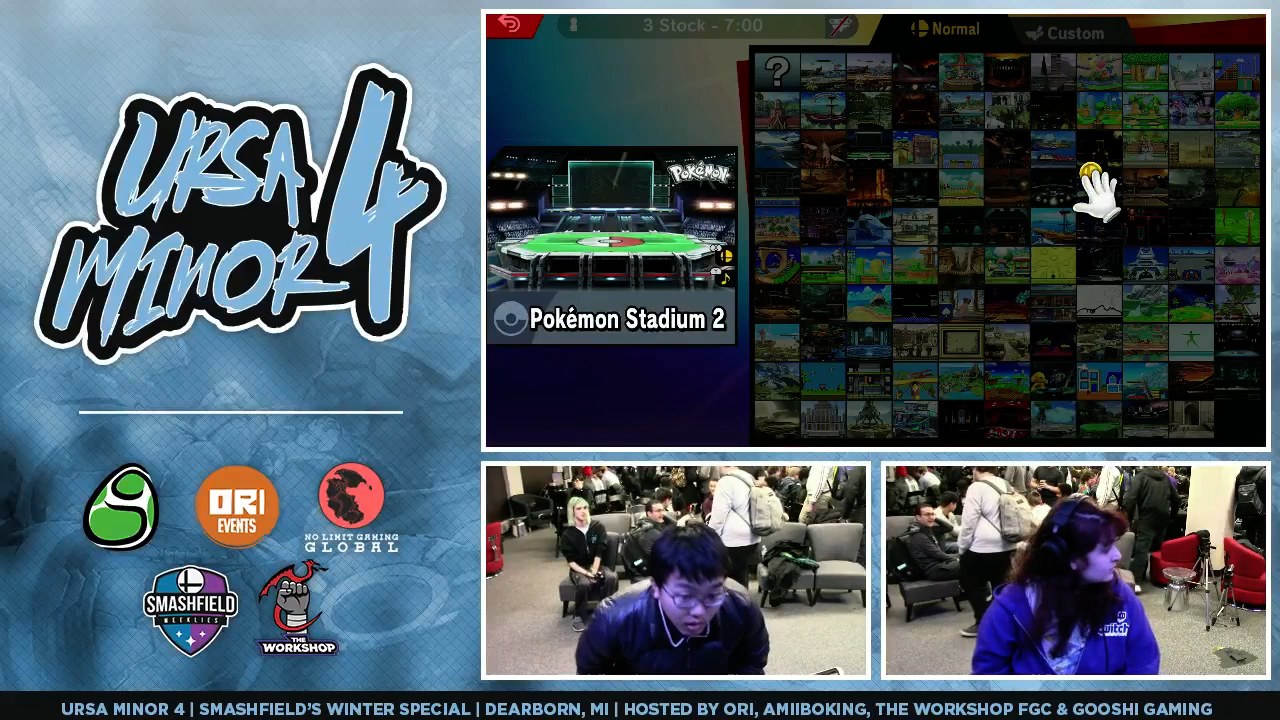 URSA
MINOR 4
ORI
EVENTS
NO LIMIT GAMING
GLOBAL
SMASHFIELD
WEEKLIES
THE
WORKSHOP
3 Stock - 7:00
Normal
Custom
?
POKéMON
Pokémon Stadium 2
twitch
URSA MINOR 4 | SMASHFIELD'S WINTER SPECIAL | DEARBORN, MI | HOSTED BY ORI, AMIIBOKING, THE WORKSHOP FGC & GOOSHI GAMING